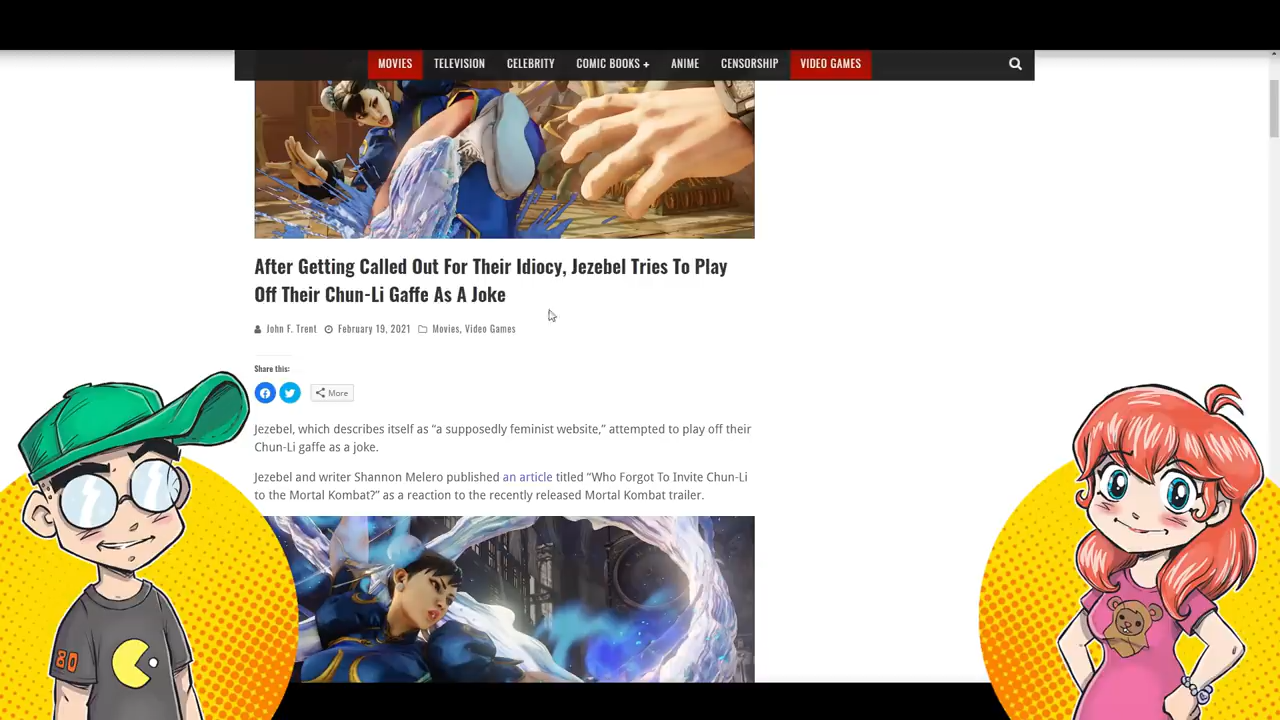 MOVIES TELEVISION CELEBRITY COMIC BOOKS + ANIME CENSORSHIP VIDEO GAMES
After Getting Called Out For Their Idiocy, Jezebel Tries To Play
Off Their Chun-Li Gaffe As A Joke
John F. Trent February 19, 2021 Movies, Video Games
Share this:
More
Jezebel, which describes itself as “a supposedly feminist website,” attempted to play off their
Chun-Li gaffe as a joke.
Jezebel and writer Shannon Melero published an article titled “Who Forgot To Invite Chun-Li
to the Mortal Kombat?” as a reaction to the recently released Mortal Kombat trailer.
80